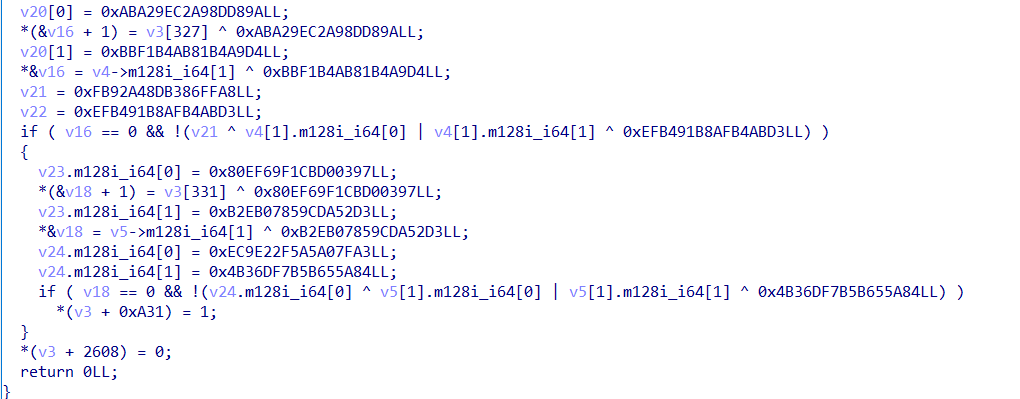 v20[0] = 0xABA29EC2A98DD89ALL;
*(&v16 + 1) = v3[327] ^ 0xABA29EC2A98DD89ALL;
v20[1] = 0xBBF1B4AB81B4A9D4LL;
*&v16 = v4->m128i_i64[1] ^ 0xBBF1B4AB81B4A9D4LL;
v21 = 0xFB92A48DB386FFA8LL;
v22 = 0xEFB491B8AFB4ABD3LL;
if ( v16 == 0 && !(v21 ^ v4[1].m128i_i64[0] | v4[1].m128i_i64[1] ^ 0xEFB491B8AFB4ABD3LL) )
{
v23.m128i_i64[0] = 0x80EF69F1CBD00397LL;
*(&v18 + 1) = v3[331] ^ 0x80EF69F1CBD00397LL;
v23.m128i_i64[1] = 0xB2EB07859CDA52D3LL;
*&v18 = v5->m128i_i64[1] ^ 0xB2EB07859CDA52D3LL;
v24.m128i_i64[0] = 0xEC9E22F5A5A07FA3LL;
v24.m128i_i64[1] = 0x4B36DF7B5B655A84LL;
if ( v18 == 0 && !(v24.m128i_i64[0] ^ v5[1].m128i_i64[0] | v5[1].m128i_i64[1] ^ 0x4B36DF7B5B655A84LL) )
*(v3 + 0xA31) = 1;
}
*(v3 + 2608) = 0;
return 0LL;
}